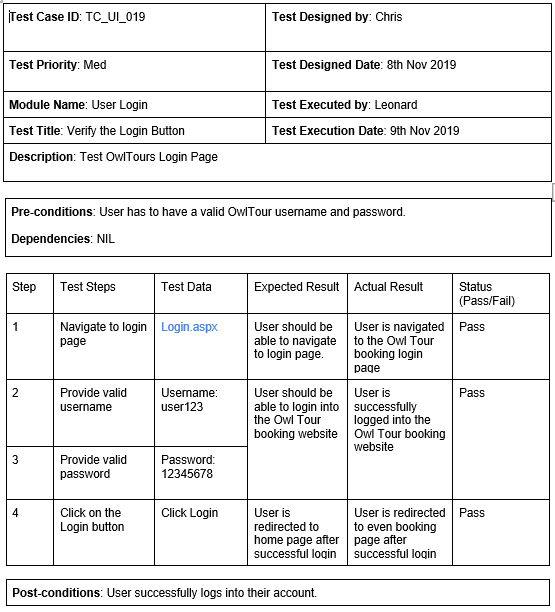 Test Case ID: TC_UI_019
Test Designed by: Chris
Test Priority: Med
Test Designed Date: 8th Nov 2019
Module Name: User Login
Test Executed by: Leonard
Test Title: Verify the Login Button
Test Execution Date: 9th Nov 2019
Description: Test OwlTours Login Page
Pre-conditions: User has to have a valid OwlTour username and password.
Dependencies: NIL
Step
Test Steps
Test Data
Expected Result
Actual Result
Status
(Pass/Fail)
1
Navigate to login
page
Login.aspx
User should be
able to navigate
to login page.
User is navigated
to the Owl Tour
booking login
page
Pass
2
Provide valid
username
Username:
user123
User should be
able to login into
the Owl Tour
booking website
User is
successfully
logged into the
Owl Tour booking
website
Pass
3
Provide valid
password
Password:
12345678
4
Click on the
Login button
Click Login
User is
redirected to
home page after
successful login
User is redirected
to even booking
page after
successful login
Pass
Post-conditions: User successfully logs into their account.